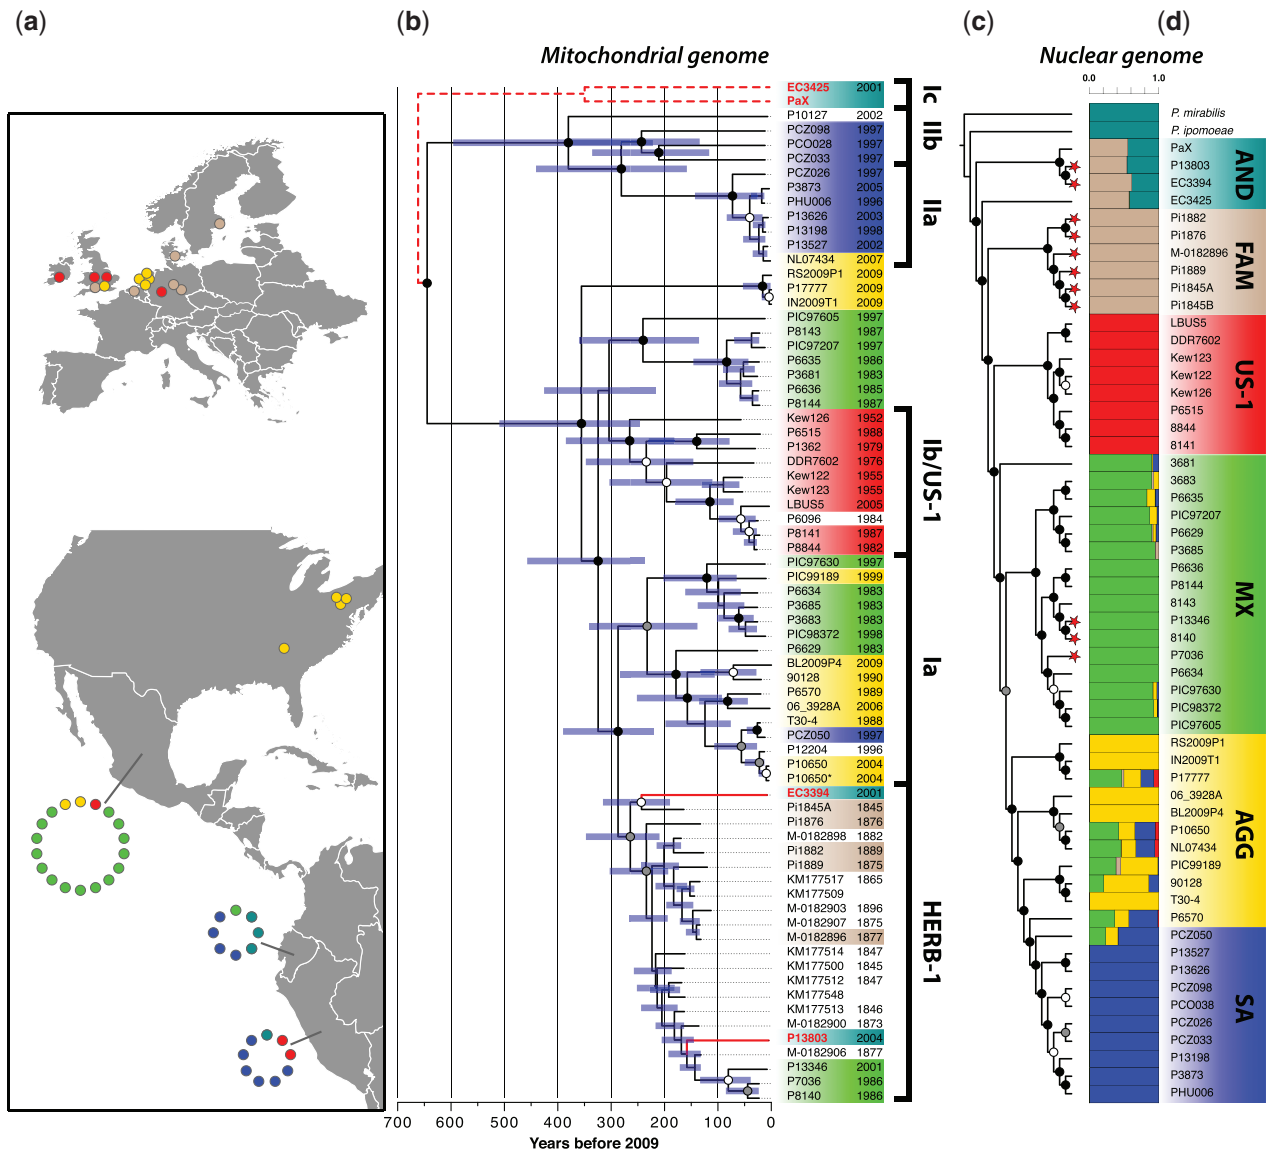 (a)
(b)
(c)
(d)
Mitochondrial genome
Nuclear genome
0.0 1.0
EC3425 2001
PaX
P10127 2002
PCZ098 1997
PCO028 1997
PCZ033 1997
PCZ026 1997
P3873 2005
PHU006 1996
P13626 2003
P13198 1998
P13527 2002
NL07434 2007
RS2009P1 2009
P17777 2009
IN2009T1 2009
PIC97605 1997
P8143 1987
PIC97207 1997
P6635 1986
P3681 1983
P6636 1985
P8144 1987
Kew126 1952
P6515 1988
P1362 1979
DDR7602 1976
Kew122 1955
Kew123 1955
LBUS5 2005
P6096 1984
P8141 1987
P8844 1982
PIC97630 1997
PIC99189 1999
P6634 1983
P3685 1983
P3683 1983
PIC98372 1998
P6629 1983
BL2009P4 2009
90128 1990
P6570 1989
06_3928A 2006
T30-4 1988
PCZ050 1997
P12204 1996
P10650 2004
P10650* 2004
EC3394 2001
Pi1845A 1845
Pi1876 1876
M-0182898 1882
Pi1882 1889
Pi1889 1875
KM177517 1865
KM177509
M-0182903 1896
M-0182907 1875
M-0182896 1877
KM177514 1847
KM177500 1845
KM177512 1847
KM177548
KM177513 1846
M-0182900 1873
P13803 2004
M-0182906 1877
P13346 2001
P7036 1986
P8140 1986
Ic
IIb
IIa
Ib/US-1
Ia
HERB-1
700 600 500 400 300 200 100 0
Years before 2009
P. mirabilis
P. ipomoeae
PaX
P13803
EC3394
EC3425
Pi1882
Pi1876
M-0182896
Pi1889
Pi1845A
Pi1845B
LBUS5
DDR7602
Kew123
Kew122
Kew126
P6515
8844
8141
3681
3683
P6635
PIC97207
P6629
P3685
P6636
P8144
8143
P13346
8140
P7036
P6634
PIC97630
PIC98372
PIC97605
RS2009P1
IN2009T1
P17777
06_3928A
BL2009P4
P10650
NL07434
PIC99189
90128
T30-4
P6570
PCZ050
P13527
P13626
PCZ098
PCO038
PCZ026
PCZ033
P13198
P3873
PHU006
AND
FAM
US-1
MX
AGG
SA